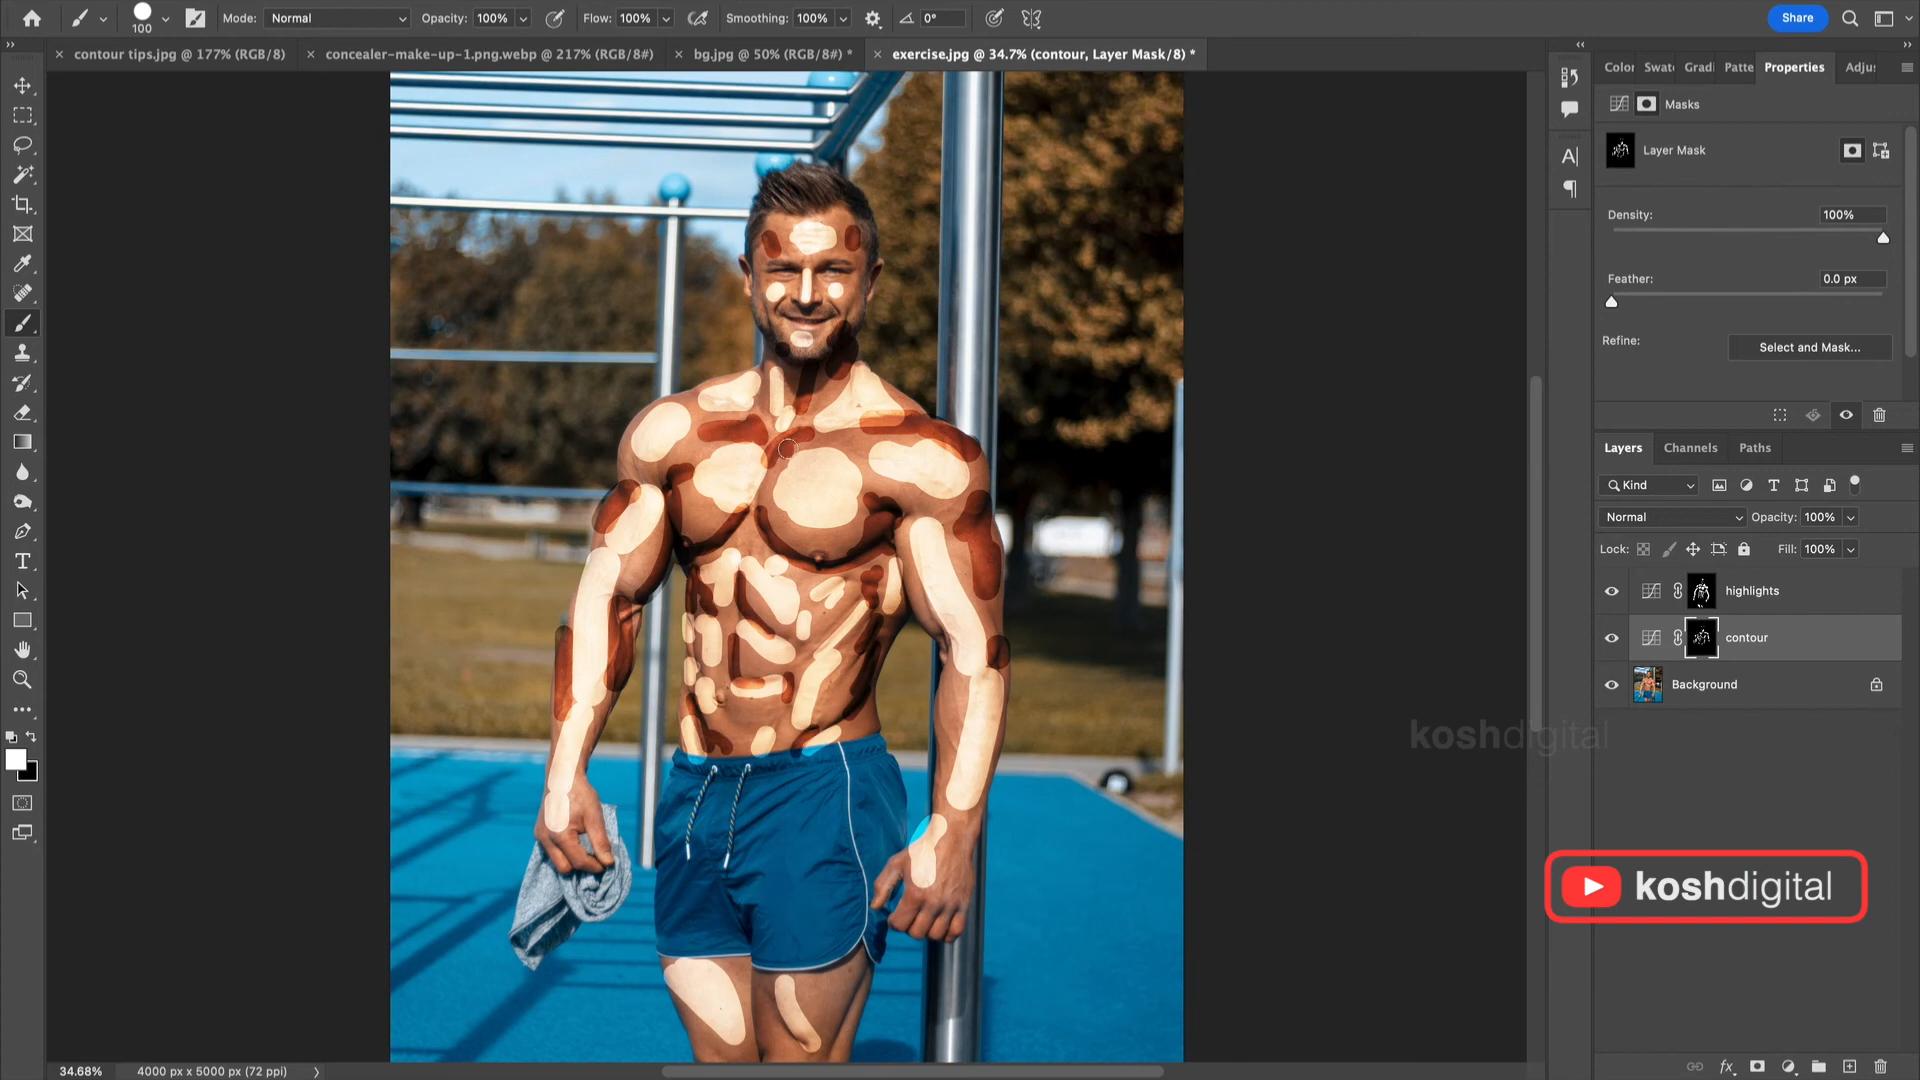 100
Mode: Normal
Opacity: 100%
Flow: 100%
Smoothing: 100%
0°
Share
contour tips.jpg @ 177% (RGB/8)
concealer-make-up-1.png.webp @ 217% (RGB/8#)
bg.jpg @ 50% (RGB/8#) *
exercise.jpg @ 34.7% (contour, Layer Mask/8) *
Color
Swatc
Gradi
Patte
Properties
Adjus
Masks
Layer Mask
Density: 100%
Feather: 0.0 px
Refine:
Select and Mask...
Layers
Channels
Paths
Kind
Normal
Opacity: 100%
Lock:
Fill: 100%
highlights
contour
Background
koshdigital
koshdigital
34.68%
4000 px x 5000 px (72 ppi)